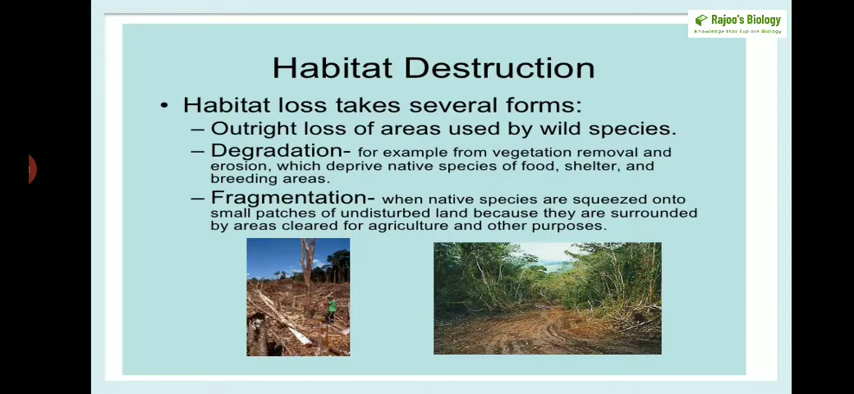 Rajoo's Biology
Knowledge that Explore Biology
Habitat Destruction
• Habitat loss takes several forms:
– Outright loss of areas used by wild species.
– Degradation- for example from vegetation removal and
erosion, which deprive native species of food, shelter, and
breeding areas.
– Fragmentation- when native species are squeezed onto
small patches of undisturbed land because they are surrounded
by areas cleared for agriculture and other purposes.